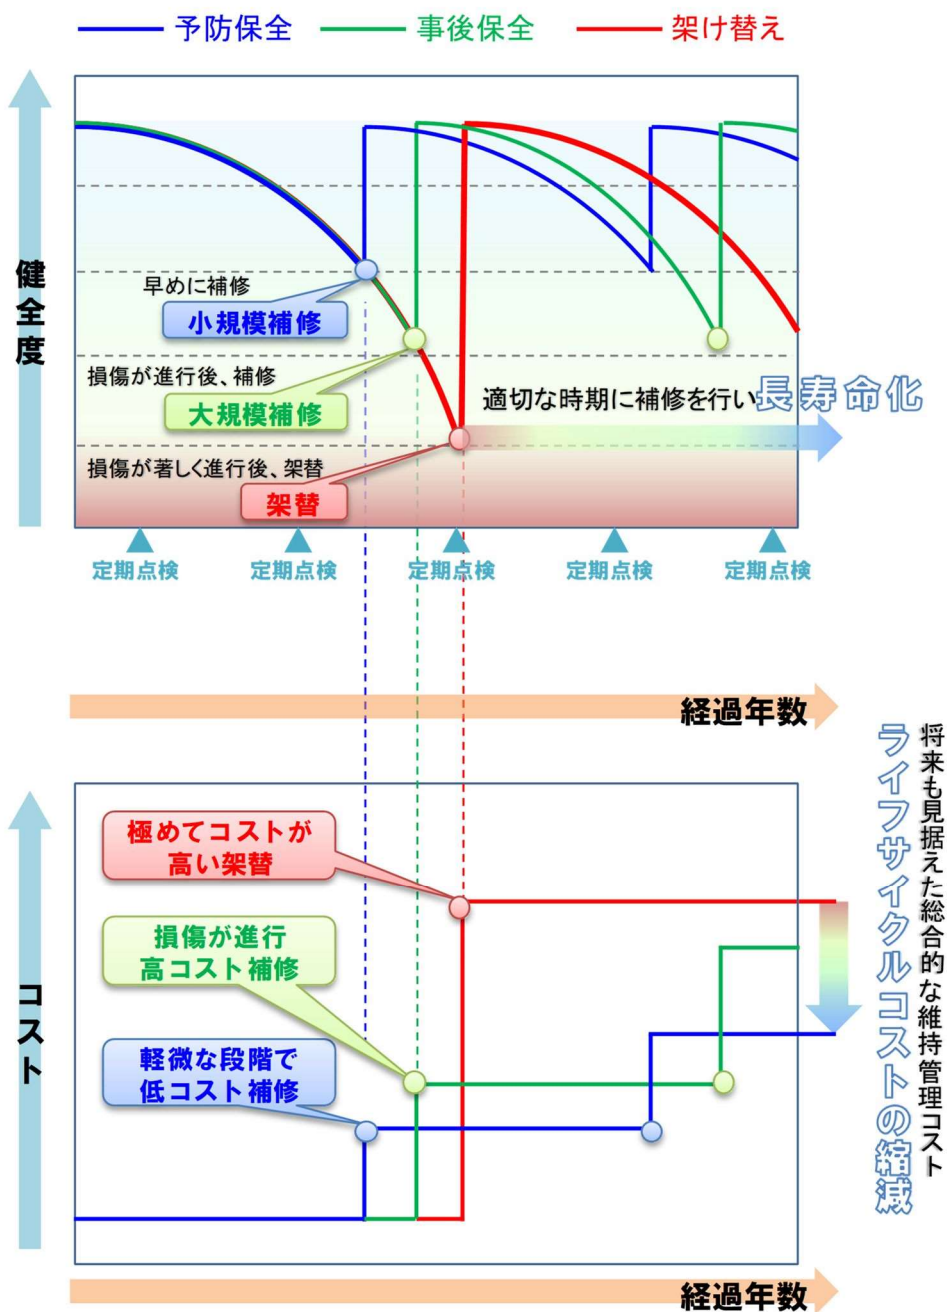 予防保全
事後保全
架け替え
健全度
早めに補修
小規模補修
損傷が進行後、補修
大規模補修
適切な時期に補修を行い長寿命化
損傷が著しく進行後、架替
架替
定期点検
定期点検
定期点検
定期点検
定期点検
経過年数
コスト
極めてコストが
高い架替
損傷が進行
高コスト補修
軽微な段階で
低コスト補修
将来も見据えた総合的な維持管理コスト
ライフサイクルコストの縮減
経過年数